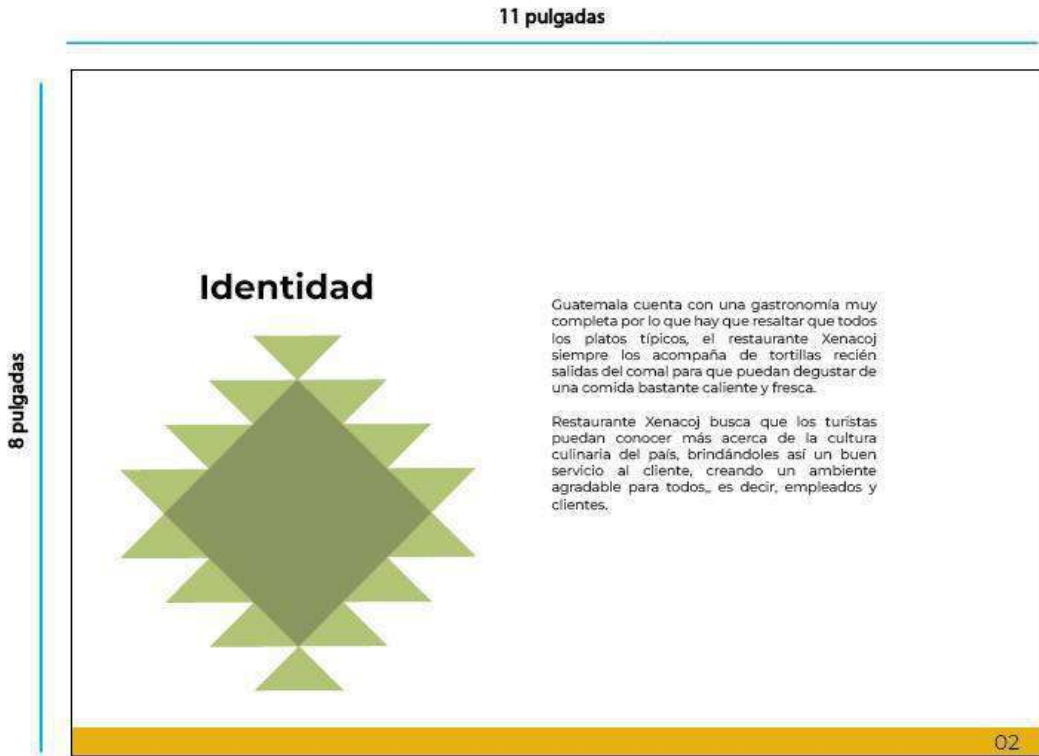 11 pulgadas
8 pulgadas
Identidad
Guatemala cuenta con una gastronomía muy
completa por lo que hay que resaltar que todos
los platos típicos, el restaurante Xenacoj
siempre los acompaña de tortillas recién
salidas del comal para que puedan degustar de
una comida bastante caliente y fresca.
Restaurante Xenacoj busca que los turistas
puedan conocer más acerca de la cultura
culinaria del país, brindándoles así un buen
servicio al cliente, creando un ambiente
agradable para todos,, es decir, empleados y
clientes.
02